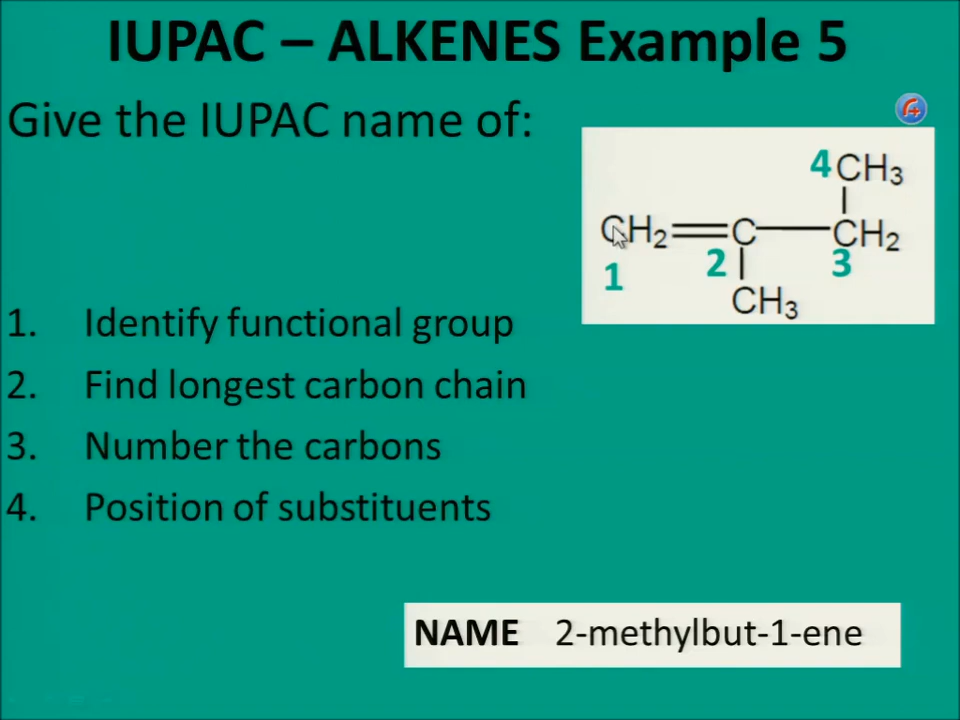 IUPAC – ALKENES Example 5
Give the IUPAC name of:
4 CH₃
CH₂ C CH₂
1 2 3
CH₃
1. Identify functional group
2. Find longest carbon chain
3. Number the carbons
4. Position of substituents
NAME 2-methylbut-1-ene